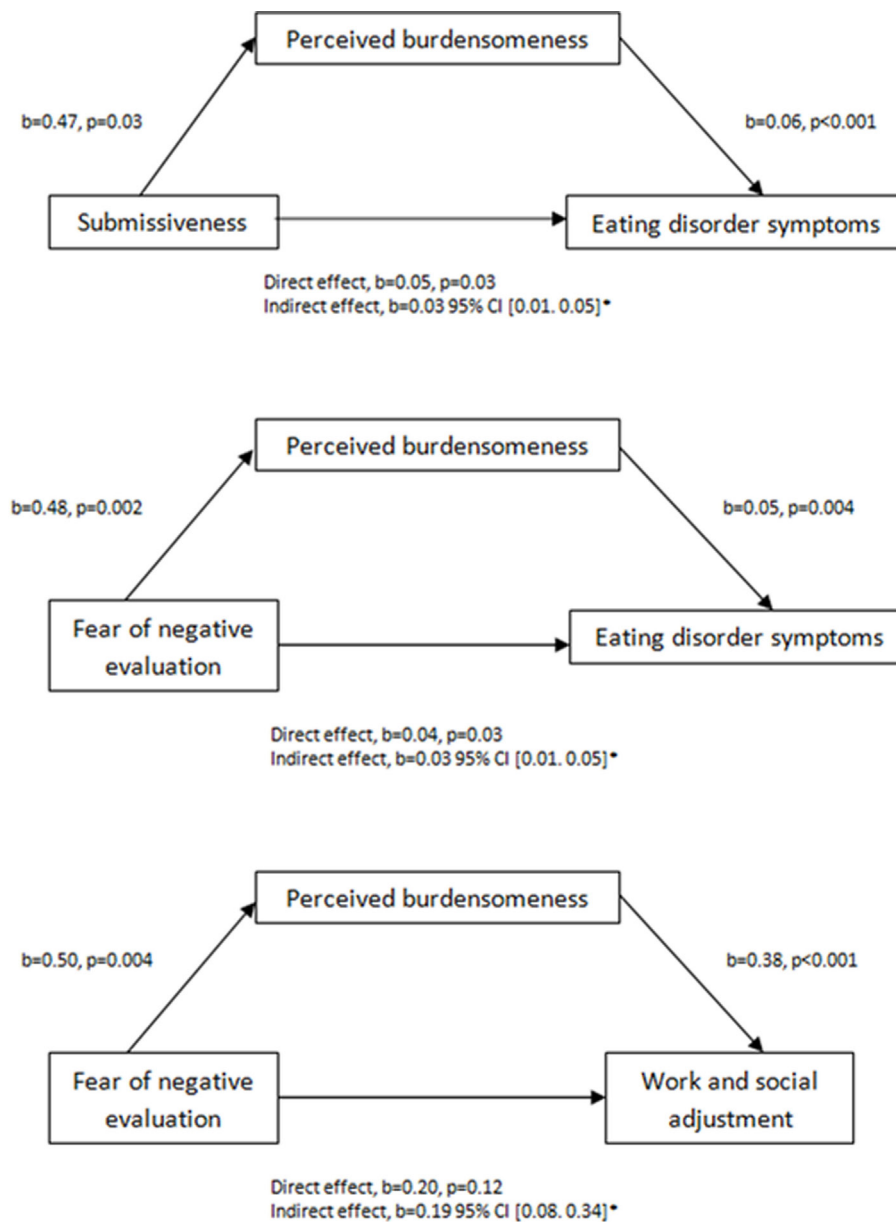 Perceived burdensomeness
b=0.47, p=0.03
b=0.06, p<0.001
Submissiveness
Eating disorder symptoms
Direct effect, b=0.05, p=0.03
Indirect effect, b=0.03 95% CI [0.01. 0.05]*
Perceived burdensomeness
b=0.48, p=0.002
b=0.05, p=0.004
Fear of negative
evaluation
Eating disorder symptoms
Direct effect, b=0.04, p=0.03
Indirect effect, b=0.03 95% CI [0.01. 0.05]*
Perceived burdensomeness
b=0.50, p=0.004
b=0.38, p<0.001
Fear of negative
evaluation
Work and social
adjustment
Direct effect, b=0.20, p=0.12
Indirect effect, b=0.19 95% CI [0.08. 0.34]*